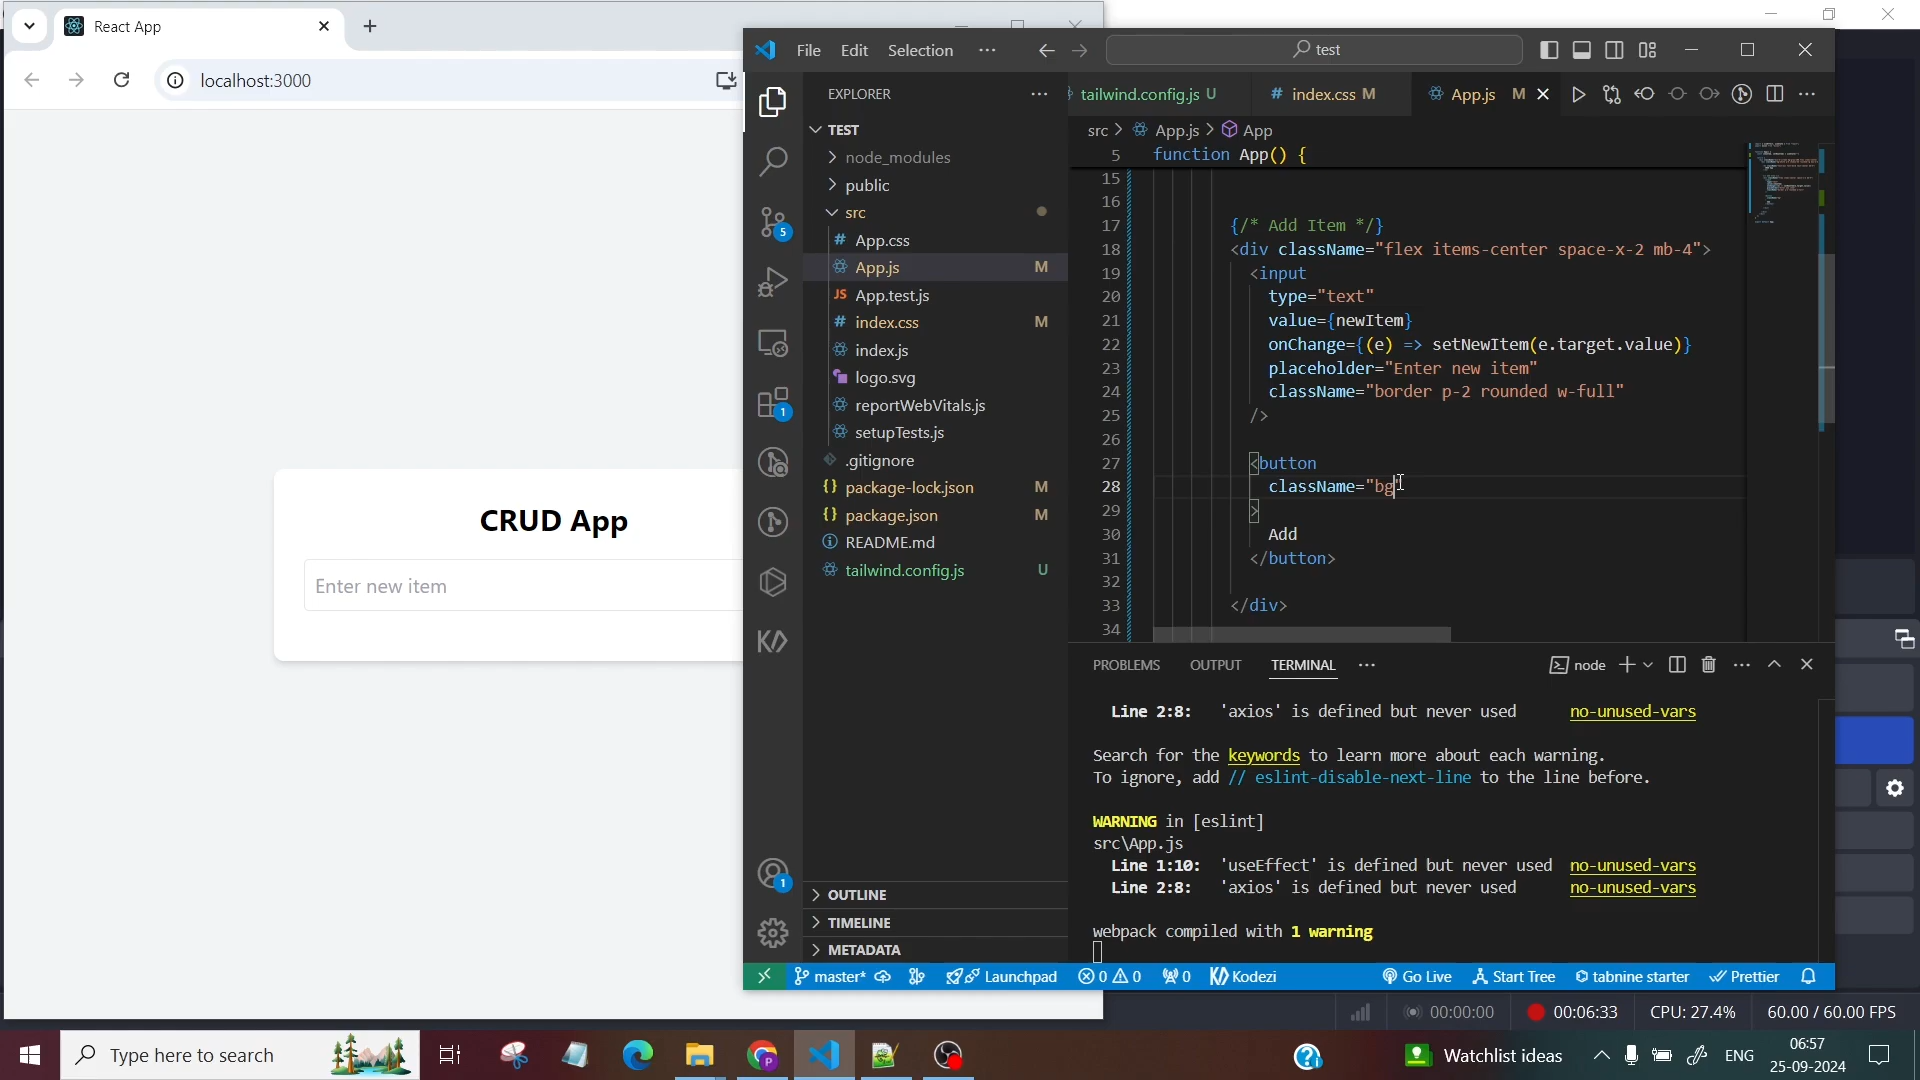 React App
localhost:3000
CRUD App
Enter new item
File Edit Selection ···
test
EXPLORER ···
TEST
node_modules
public
src
# App.css
App.js M
JS App.test.js
# index.css M
index.js
logo.svg
reportWebVitals.js
setupTests.js
.gitignore
{} package-lock.json M
{} package.json M
README.md
tailwind.config.js U
OUTLINE
TIMELINE
METADATA
5
1
1
tailwind.config.js U # index.css M App.js M
src > App.js > App
5 function App() {
15
16
17 {/* Add Item */}
18 <div className="flex items-center space-x-2 mb-4">
19 <input
20 type="text"
21 value={newItem}
22 onChange={(e) => setNewItem(e.target.value)}
23 placeholder="Enter new item"
24 className="border p-2 rounded w-full"
25 />
26
27 <button
28 className="bg"
29 >
30 Add
31 </button>
32
33 </div>
34
PROBLEMS OUTPUT TERMINAL ··· node
Line 2:8: 'axios' is defined but never used no-unused-vars
Search for the keywords to learn more about each warning.
To ignore, add // eslint-disable-next-line to the line before.
WARNING in [eslint]
src\App.js
Line 1:10: 'useEffect' is defined but never used no-unused-vars
Line 2:8: 'axios' is defined but never used no-unused-vars
webpack compiled with 1 warning
master* Launchpad 0 0 0 Kodezi Go Live Start Tree tabnine starter Prettier
00:00:00 00:06:33 CPU: 27.4% 60.00 / 60.00 FPS
Type here to search
Watchlist ideas ENG
06:57
25-09-2024